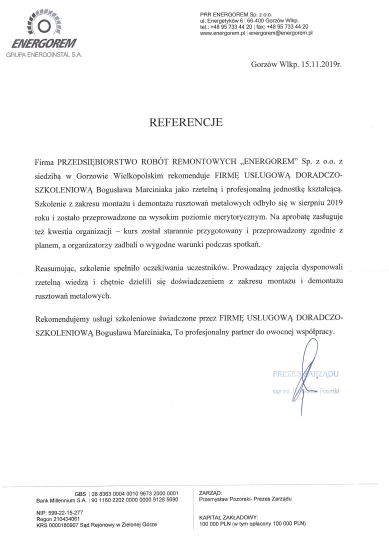 ENERGOREM
GRUPA ENERGOINSTAL S.A.
PRR ENERGOREM Sp. z o.o.
ul. Energetyków 6 ; 66-400 Gorzów Wlkp.
tel.: +48 95 733 44 20 | fax: +48 95 733 44 20
www.energorem.pl | energorem@energorem.pl
Gorzów Wlkp. 15.11.2019r.
REFERENCJE
Firma PRZEDSIĘBIORSTWO ROBÓT REMONTOWYCH „ENERGOREM” Sp. z o.o. z
siedzibą w Gorzowie Wielkopolskim rekomenduje FIRMĘ USŁUGOWĄ DORADCZO-
SZKOLENIOWĄ Bogusława Marciniaka jako rzetelną i profesjonalną jednostkę kształcącą.
Szkolenie z zakresu montażu i demontażu rusztowań metalowych odbyło się w sierpniu 2019
roku i zostało przeprowadzone na wysokim poziomie merytorycznym. Na aprobatę zasługuje
też kwestia organizacji – kurs został starannie przygotowany i przeprowadzony zgodnie z
planem, a organizatorzy zadbali o wygodne warunki podczas spotkań.
Reasumując, szkolenie spełniło oczekiwania uczestników. Prowadzący zajęcia dysponowali
rzetelną wiedzą i chętnie dzielili się doświadczeniem z zakresu montażu i demontażu
rusztowań metalowych.
Rekomendujemy usługi szkoleniowe świadczone przez FIRMĘ USŁUGOWĄ DORADCZO-
SZKOLENIOWĄ Bogusława Marciniaka, To profesjonalny partner do owocnej współpracy.
PREZES ZARZĄDU
mgr inż. Pozorski
GBS | 28 8363 0004 0010 9673 2000 0001
Bank Millennium S.A. | 90 1160 2202 0000 0000 9128 5690
NIP: 599-22-15-277
Regon 210434061
KRS 0000180907 Sąd Rejonowy w Zielonej Górze
ZARZĄD:
Przemysław Pozorski- Prezes Zarządu
KAPITAŁ ZAKŁADOWY:
100 000 PLN (w tym opłacony 100 000 PLN)